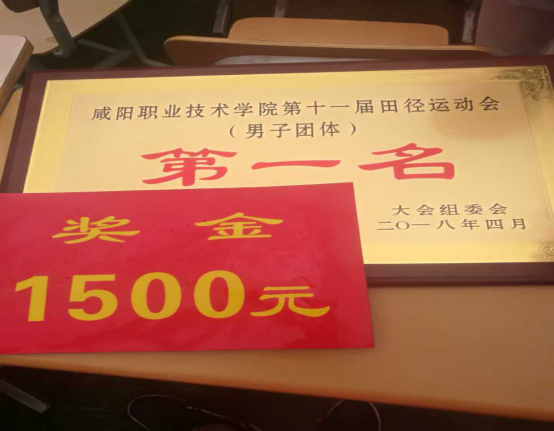 咸阳职业技术学院第十一届田径运动会
（男子团体）
第一名
大会组委会
二〇一八年四月
奖金
1500元